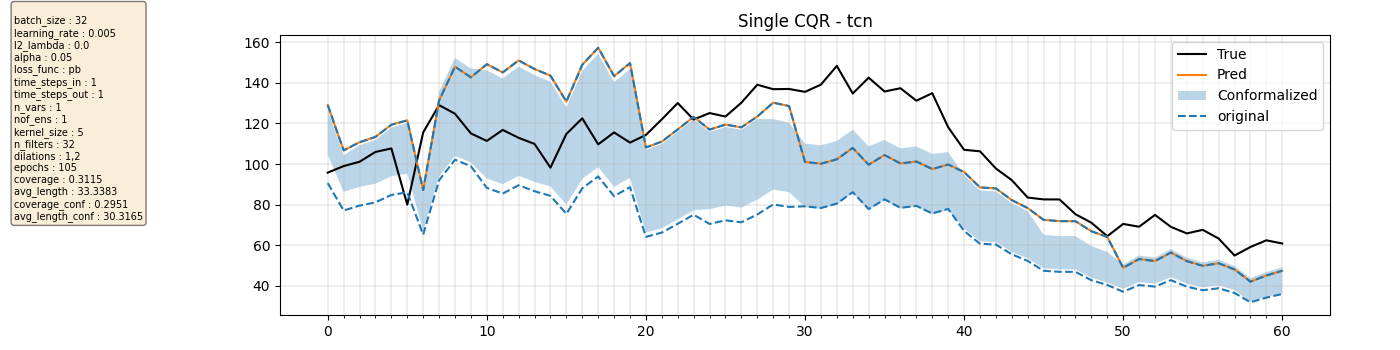 batch_size : 32
learning_rate : 0.005
l2_lambda : 0.0
alpha : 0.05
loss_func : pb
time_steps_in : 1
time_steps_out : 1
n_vars : 1
nof_ens : 1
kernel_size : 5
n_filters : 32
dilations : 1,2
epochs : 105
coverage : 0.3115
avg_length : 33.3383
coverage_conf : 0.2951
avg_length_conf : 30.3165
Single CQR - tcn
160
140
120
100
80
60
40
0
10
20
30
40
50
60
True
Pred
Conformalized
original